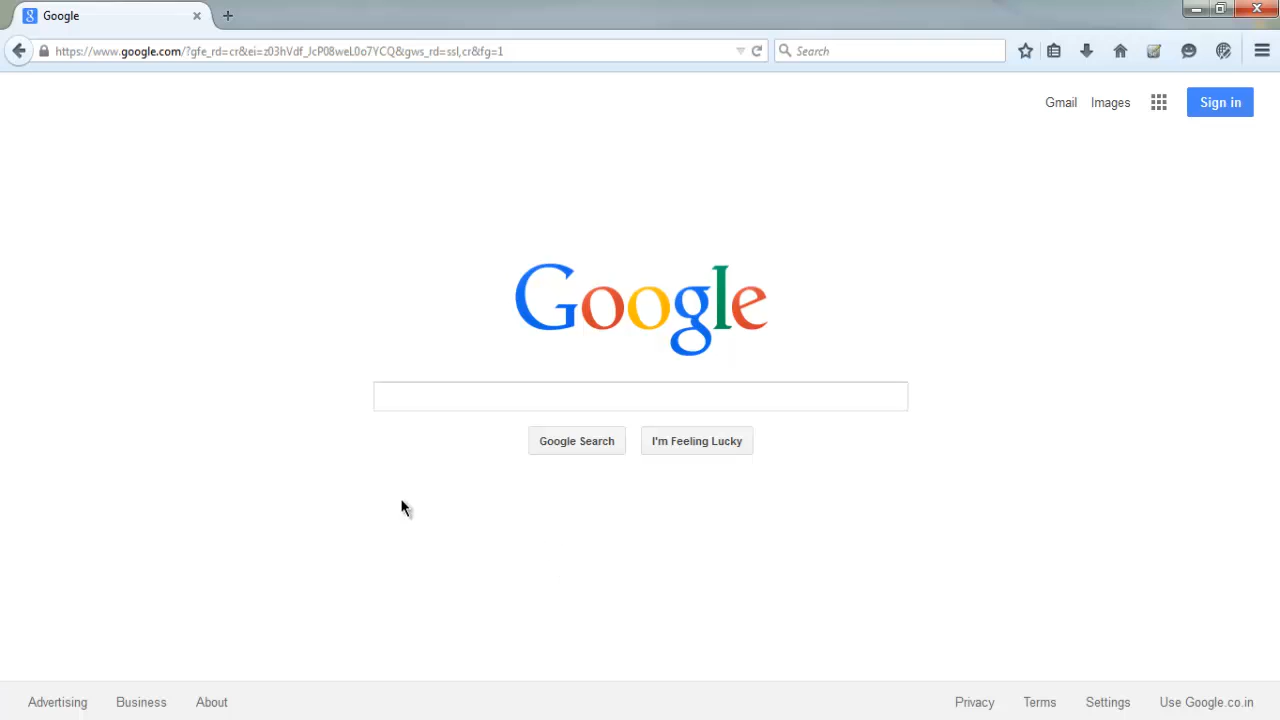 Google
https://www.google.com/?gfe_rd=cr&ei=z03hVdf_JcP08weL0o7YCQ&gws_rd=ssl,cr&fg=1
Search
Gmail Images Sign in
Google
Google Search I'm Feeling Lucky
Advertising Business About Privacy Terms Settings Use Google.co.in